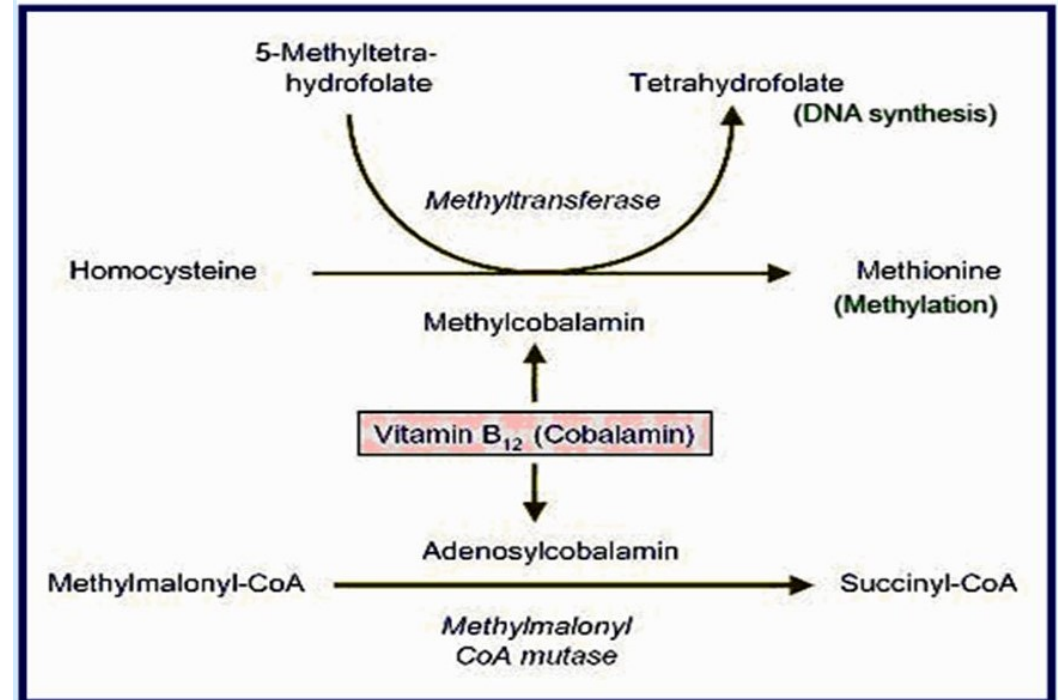 5-Methyltetra-
hydrofolate
Tetrahydrofolate
(DNA synthesis)
Methyltransferase
Homocysteine
Methionine
(Methylation)
Methylcobalamin
Vitamin B₁₂ (Cobalamin)
Adenosylcobalamin
Methylmalonyl-CoA
Succinyl-CoA
Methylmalonyl
CoA mutase